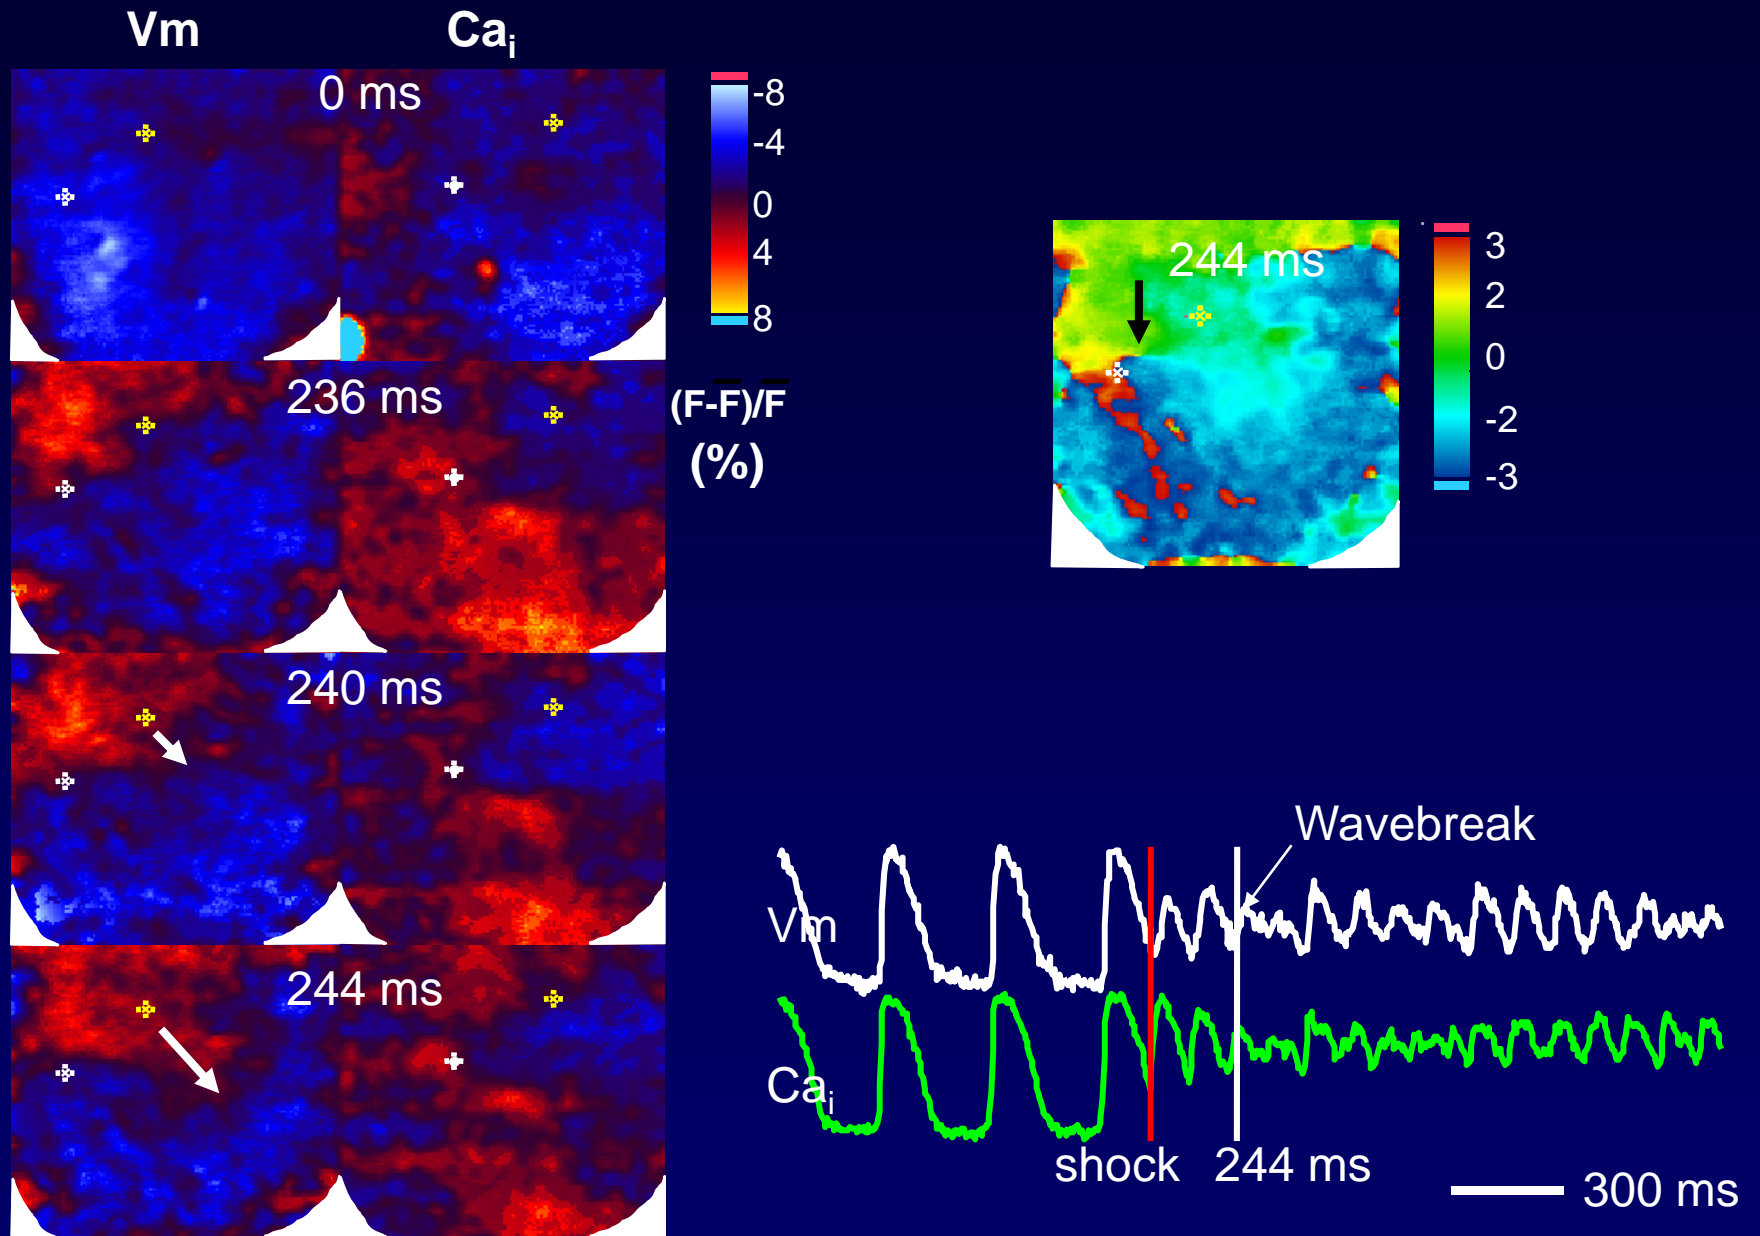 Vm
Cai
0 ms
-8
-4
0
4
8
236 ms
(F-F̅)/F̅
(%)
240 ms
244 ms
244 ms
3
2
0
-2
-3
Wavebreak
Vm
Cai
shock
244 ms
300 ms